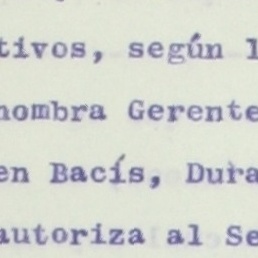 tivos, según l
nombra Gerente
en Bacís, Dura
autoriza al Se